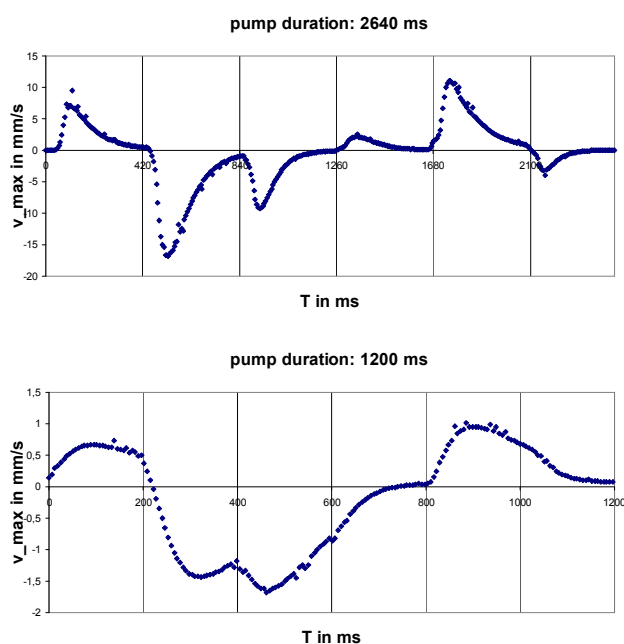 pump duration: 2640 ms
15
10
5
0
-5
-10
-15
-20
0 420 840 1260 1680 2100
v_max in mm/s
T in ms
pump duration: 1200 ms
1,5
1
0,5
0
-0,5
-1
-1,5
-2
0 200 400 600 800 1000 1200
v_max in mm/s
T in ms